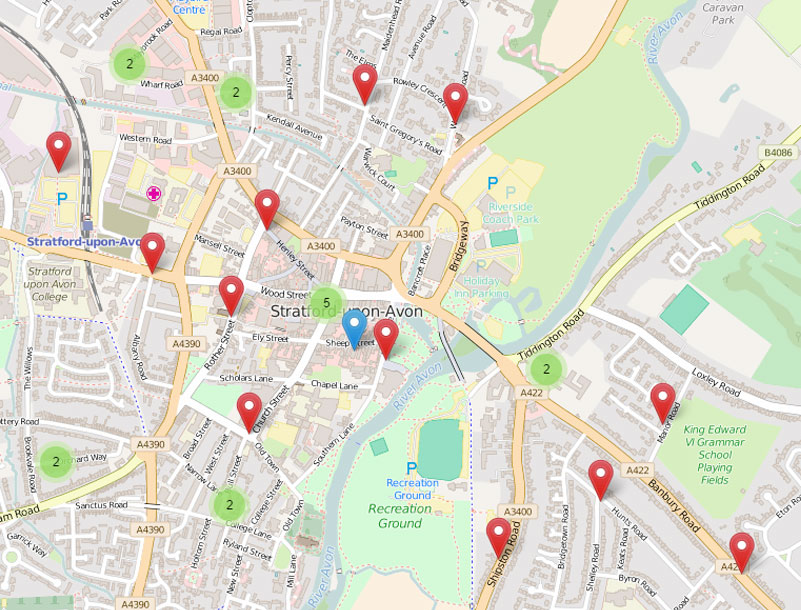 Park Road
Centre
Regal Road
Wharf Road
2
2
A3400
Percy Street
The Elms
Maidenhead Road
Avenue Road
Rowley Crescent
River Avon
Caravan
Park
Kendall Avenue
Saint Gregory's Road
Western Road
Warwick Court
A3400
B4086
Tiddington Road
P
P
P
Riverside
Coach Park
Stratford-upon-Avo
Mansell Street
Payton Street
Henley Street
A3400
A3400
Bancroft Place
Bridgeway
Stratford
upon Avon
College
P
Holiday
Inn Parking
Wood Street
5
Stratford-upon-Avon
Rother Street
Ely Street
Sheep Street
A4390
Albany Road
The Willows
Tiddington Road
Scholars Lane
Chapel Lane
River Avon
2
A422
Loxley Road
Church Street
Manor Road
Broad Street
West Street
Old Town
Southern Lane
King Edward
VI Grammar
School
Playing
Fields
A4390
Brookvale Road
2
Narrow Lane
P
Recreation
Ground
A422
Banbury Road
Sanctus Road
2
College Lane
College Street
Old Town
Recreation
Ground
A3400
Shipston Road
Bridgetown Road
Hunts Road
Eton Road
A4390
Garrick Way
Ryland Street
New Street
Mill Lane
River Avon
Shelley Road
Keats Road
Byron Road
A4390